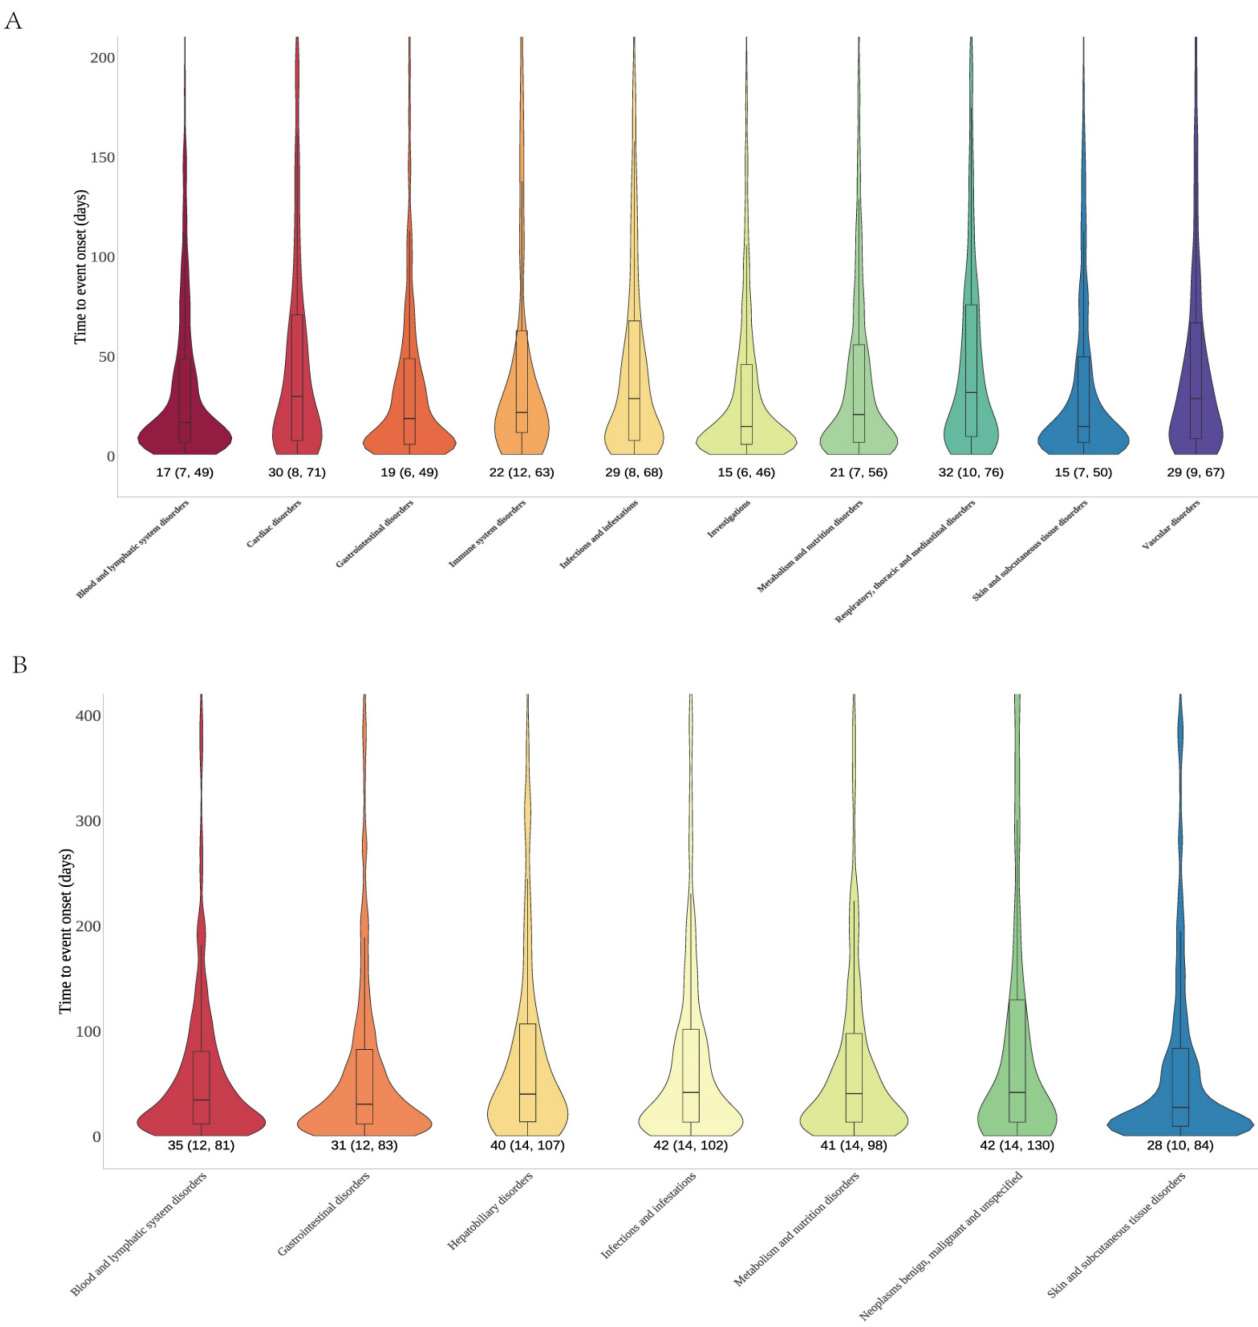 A
Time to event onset (days)
200
150
100
50
0
17 (7, 49)
30 (8, 71)
19 (6, 49)
22 (12, 63)
29 (8, 68)
15 (6, 46)
21 (7, 56)
32 (10, 76)
15 (7, 50)
29 (9, 67)
Blood and lymphatic system disorders
Cardiac disorders
Gastrointestinal disorders
Immune system disorders
Infections and infestations
Investigations
Metabolism and nutrition disorders
Respiratory, thoracic and mediastinal disorders
Skin and subcutaneous tissue disorders
Vascular disorders
B
Time to event onset (days)
400
300
200
100
0
35 (12, 81)
31 (12, 83)
40 (14, 107)
42 (14, 102)
41 (14, 98)
42 (14, 130)
28 (10, 84)
Blood and lymphatic system disorders
Gastrointestinal disorders
Hepatobiliary disorders
Infections and infestations
Metabolism and nutrition disorders
Neoplasms benign, malignant and unspecified
Skin and subcutaneous tissue disorders